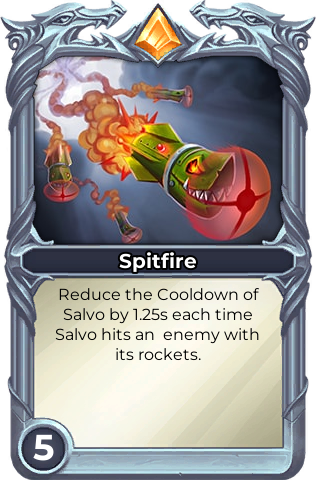 Spitfire
Reduce the Cooldown of
Salvo by 1.25s each time
Salvo hits an  enemy with
its rockets.
5